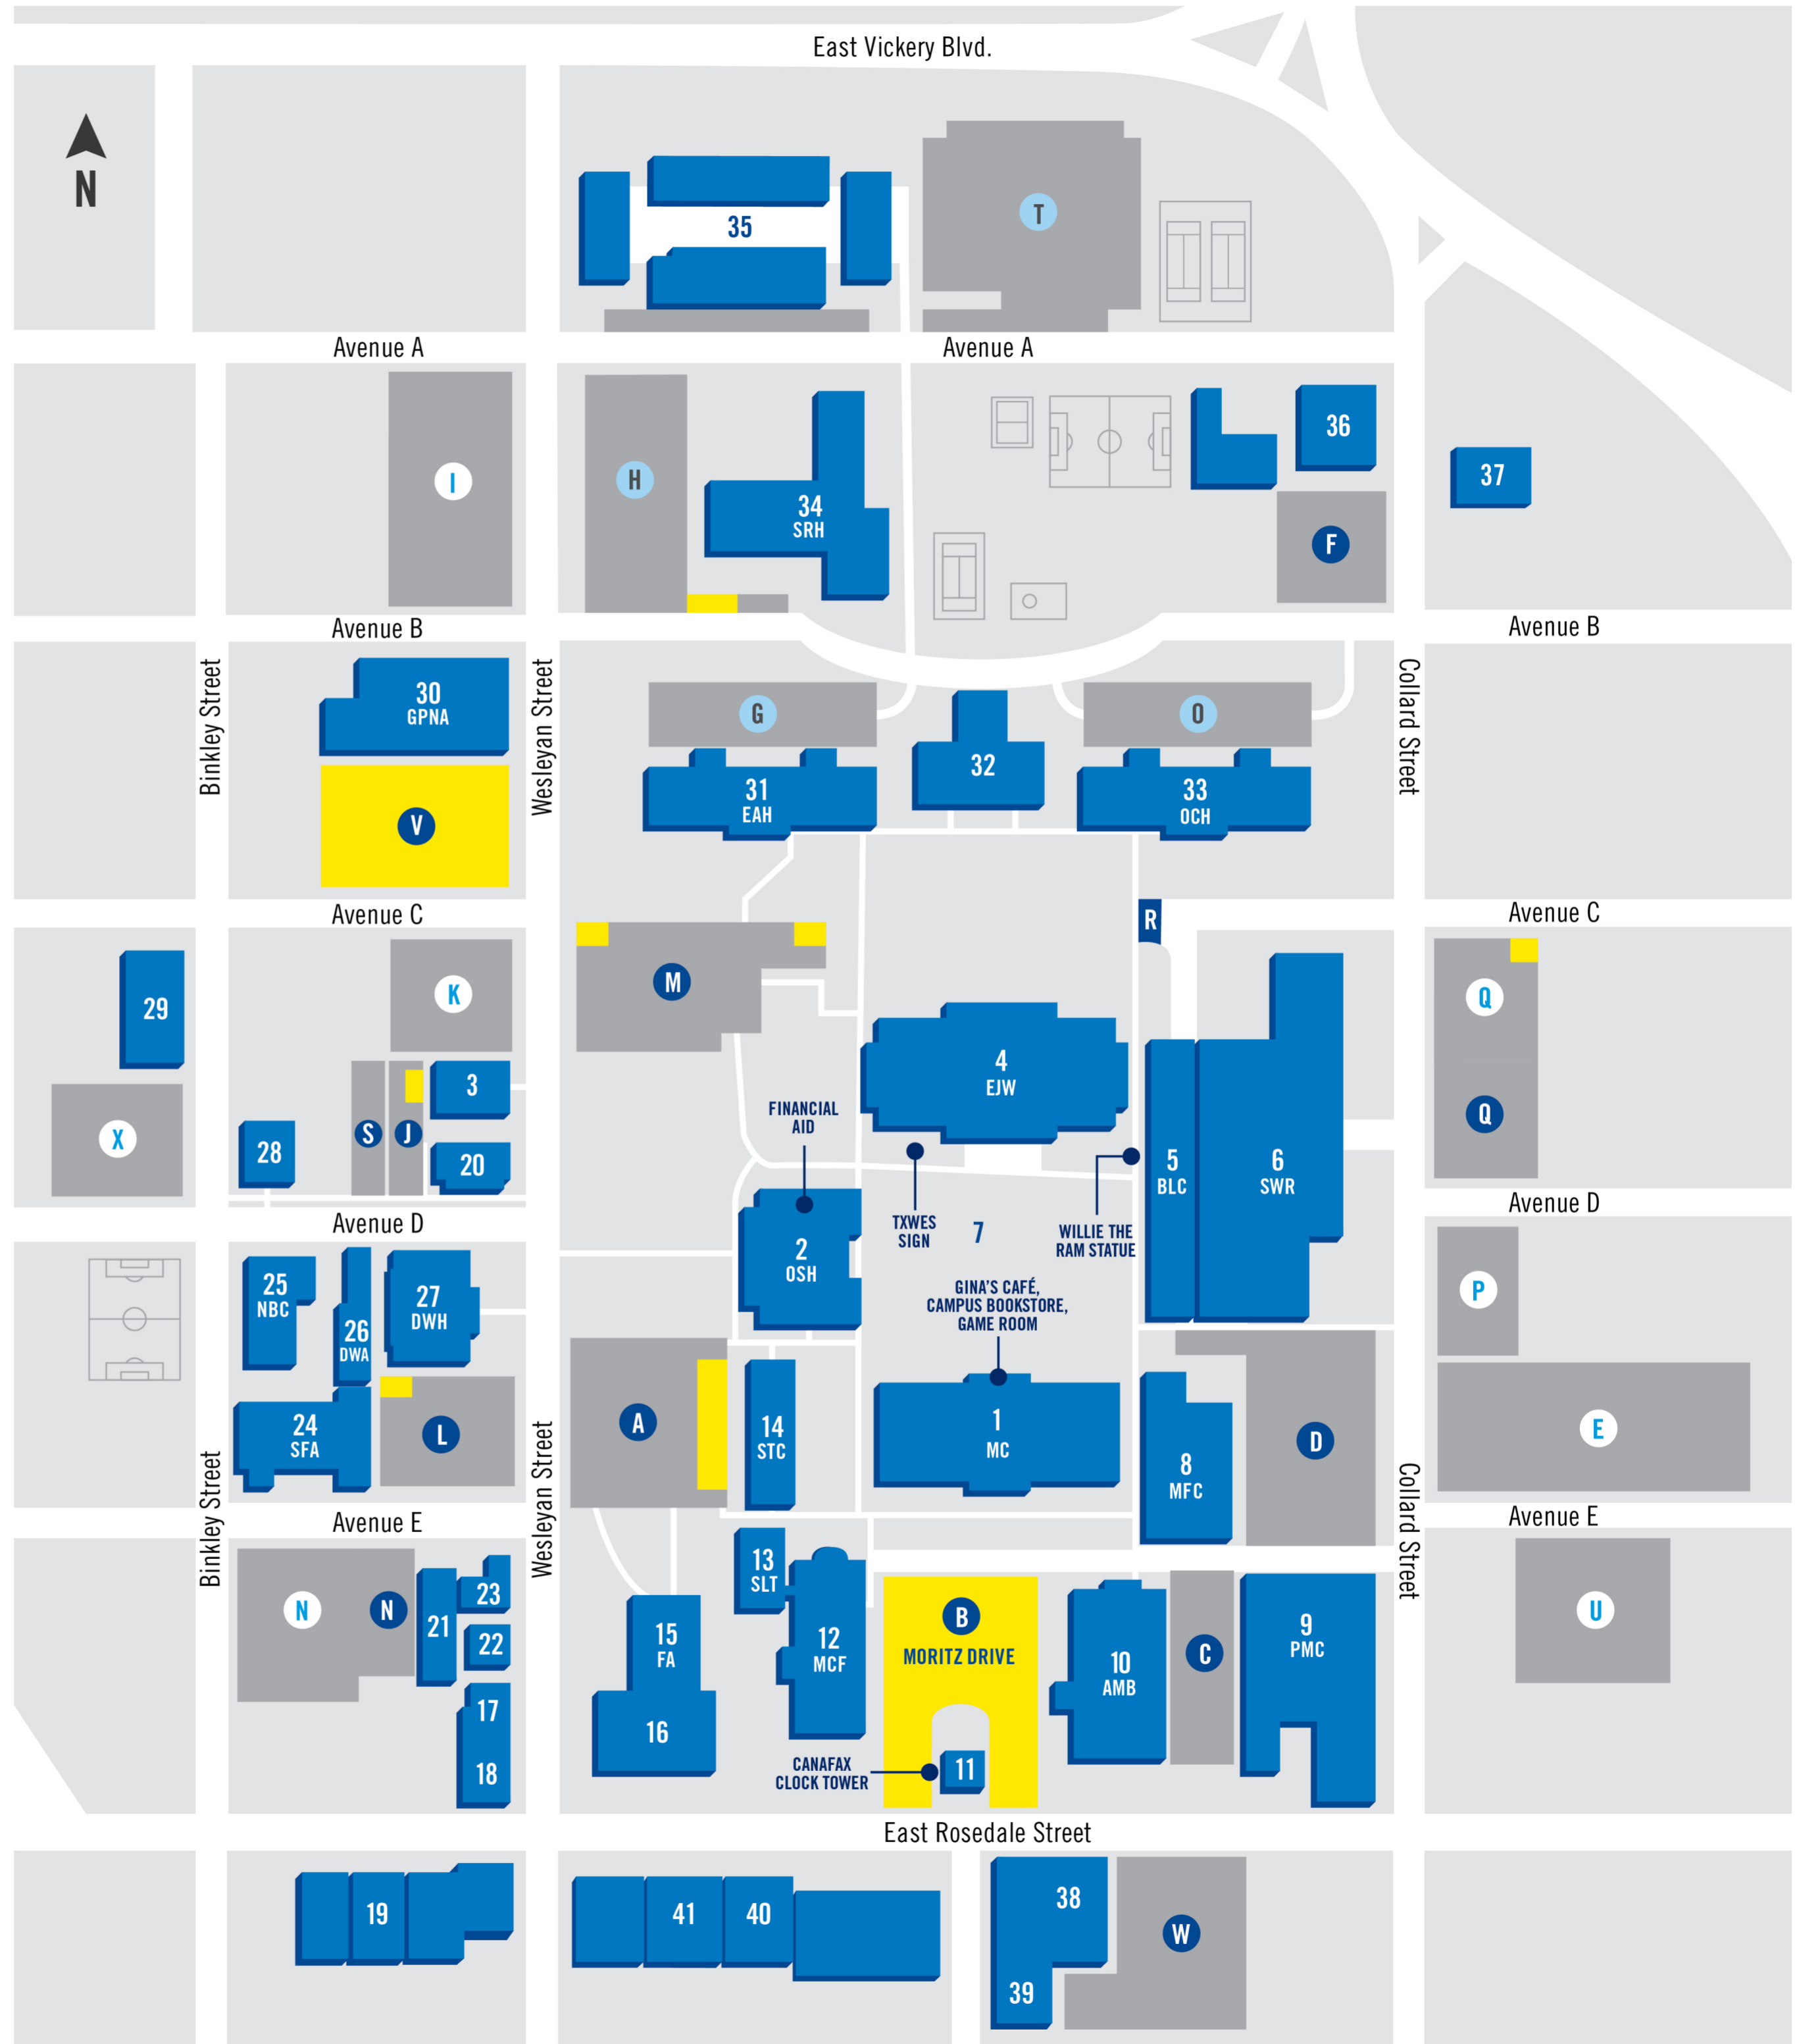 East Vickery Blvd.
N
T
35
Avenue A
Avenue A
36
37
I
H
34
SRH
F
Avenue B
Avenue B
Binkley Street
Wesleyan Street
Collard Street
30
GPNA
G
O
32
31
EAH
33
OCH
V
Avenue C
Avenue C
R
M
K
29
Q
4
EJW
3
FINANCIAL
AID
S
J
X
28
20
Q
5
BLC
6
SWR
Avenue D
Avenue D
TXWES
SIGN
7
WILLIE THE
RAM STATUE
2
OSH
25
NBC
26
DWA
27
DWH
GINA'S CAFÉ,
CAMPUS BOOKSTORE,
GAME ROOM
P
24
SFA
L
A
14
STC
1
MC
8
MFC
D
E
Binkley Street
Wesleyan Street
Collard Street
Avenue E
Avenue E
13
SLT
N
N
21
23
22
15
FA
12
MCF
B
MORITZ DRIVE
10
AMB
C
9
PMC
U
17
16
18
CANAFAX
CLOCK TOWER
11
East Rosedale Street
19
41
40
38
W
39